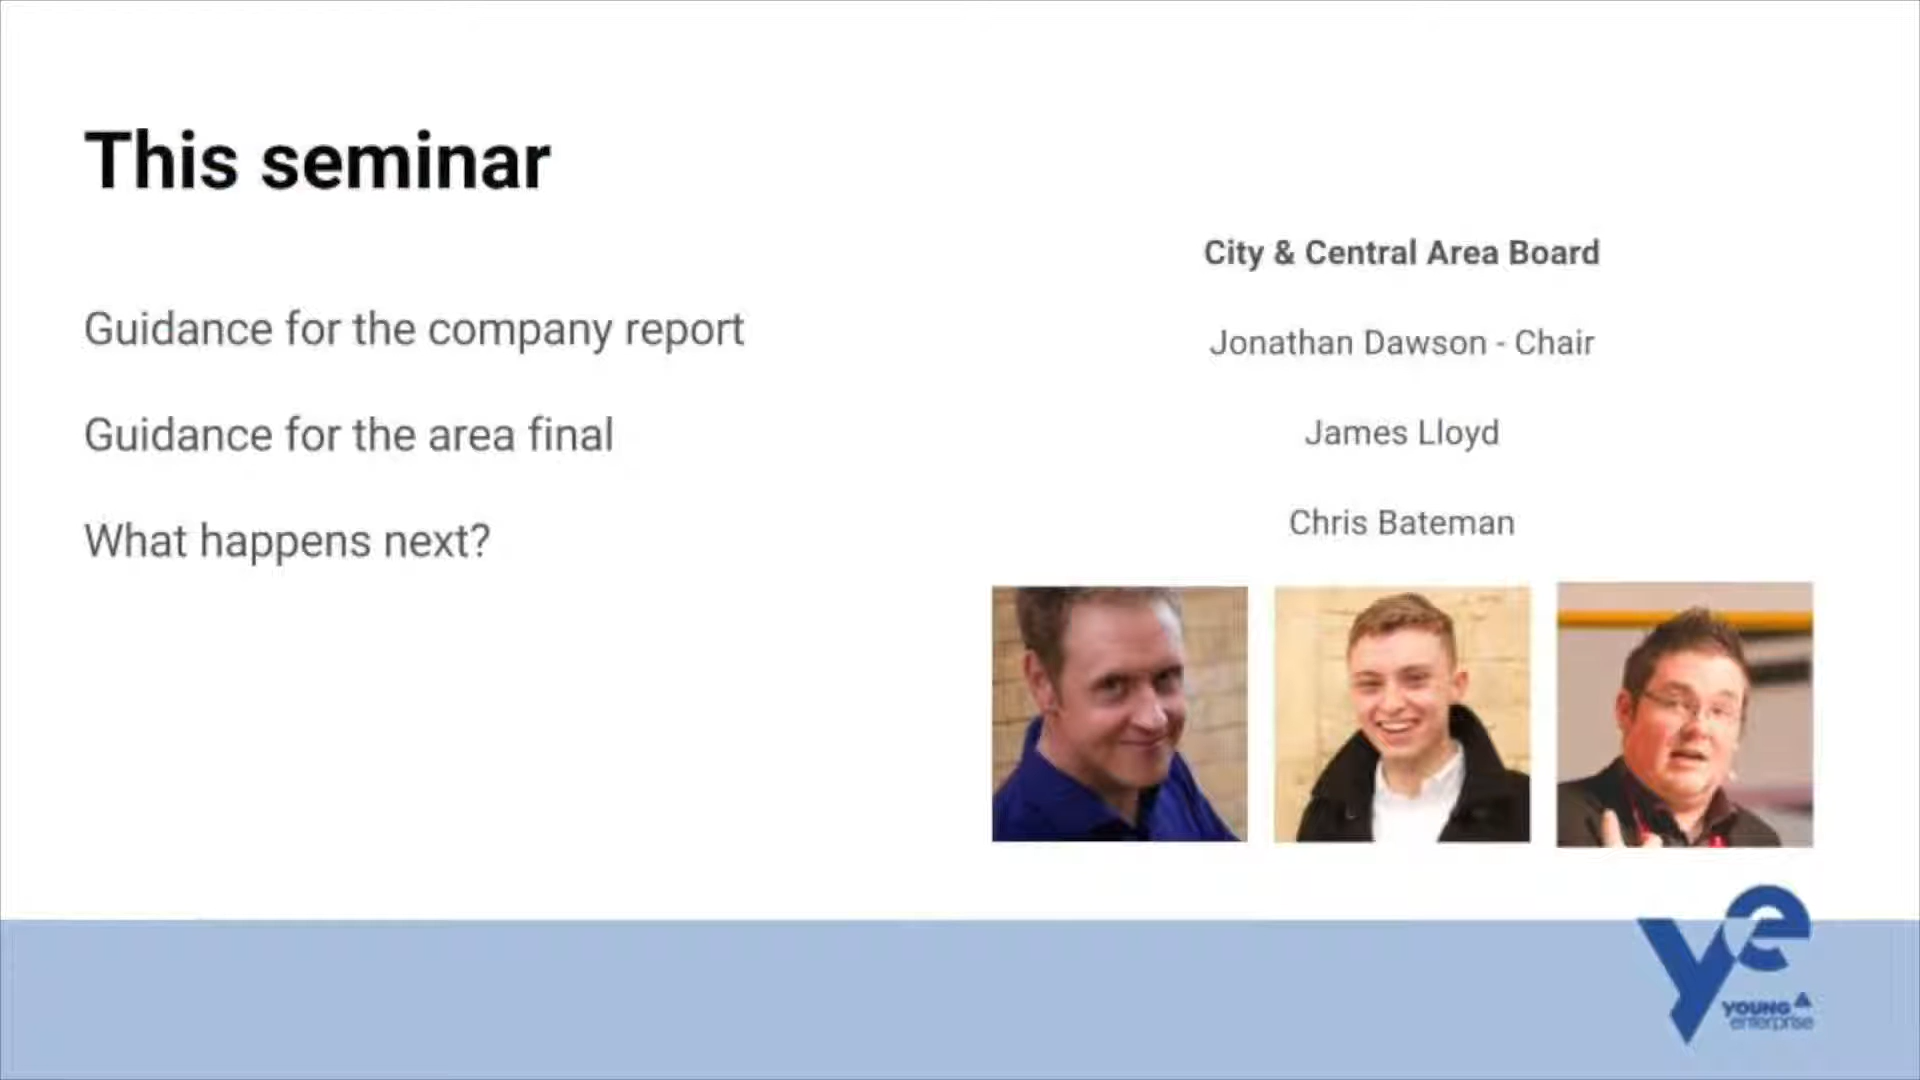 This seminar
Guidance for the company report
Guidance for the area final
What happens next?
City & Central Area Board
Jonathan Dawson - Chair
James Lloyd
Chris Bateman
ye
YOUNG
enterprise